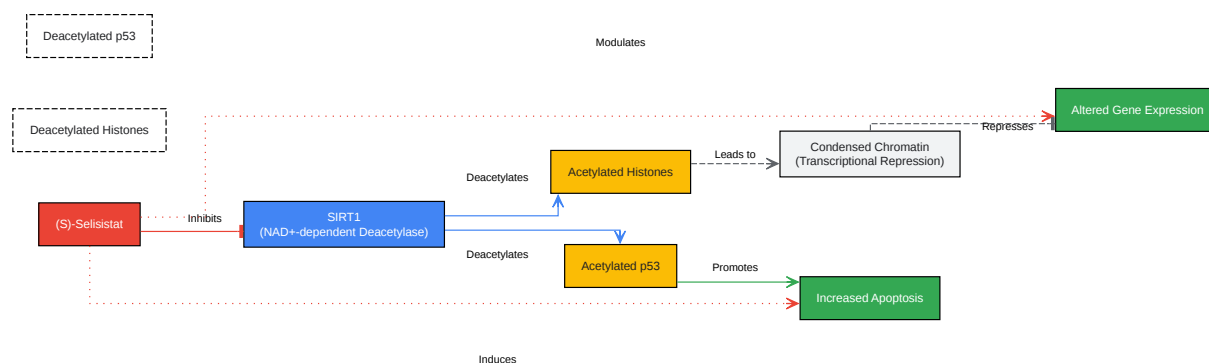 Deacetylated p53
Modulates
Altered Gene Expression
Deacetylated Histones
Represses
Condensed Chromatin
(Transcriptional Repression)
Leads to
Acetylated Histones
Deacetylates
(S)-Selisistat
Inhibits
SIRT1
(NAD+-dependent Deacetylase)
Deacetylates
Acetylated p53
Promotes
Increased Apoptosis
Induces